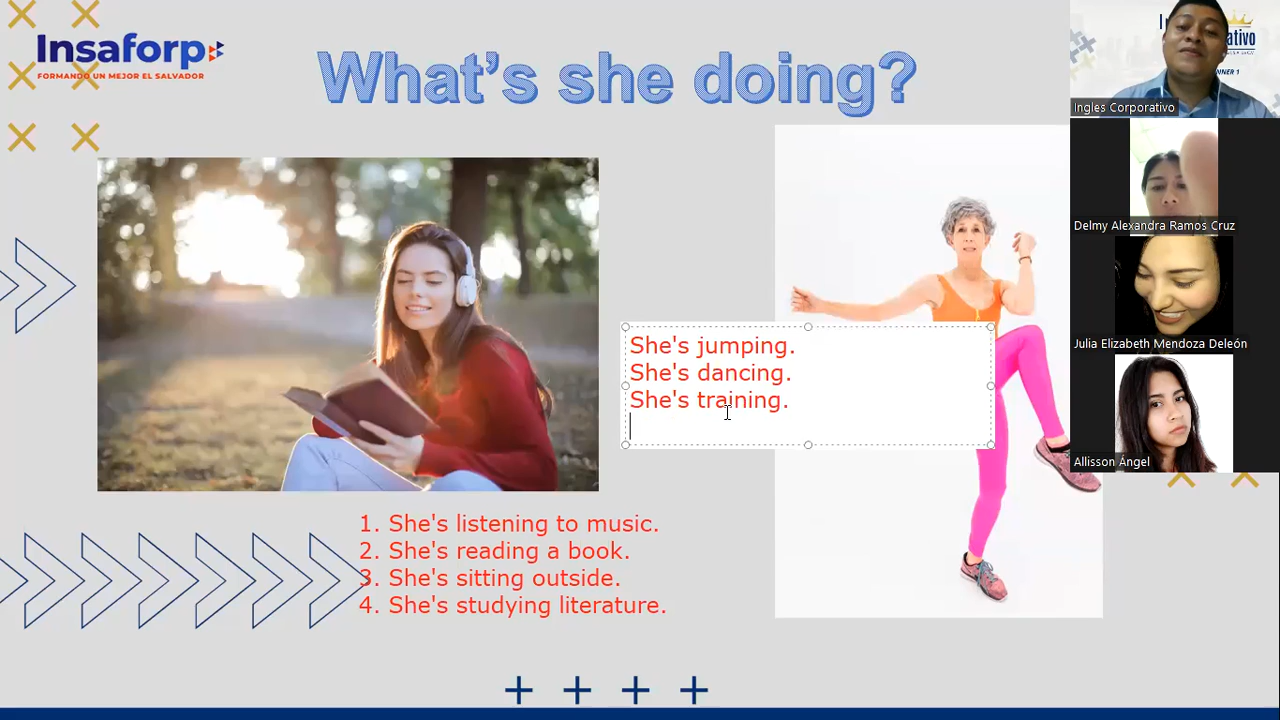 Insaforp
FORMANDO UN MEJOR EL SALVADOR
What's she doing?
She's jumping.
She's dancing.
She's training.
1. She's listening to music.
2. She's reading a book.
3. She's sitting outside.
4. She's studying literature.
Ingles Corporativo
Delmy Alexandra Ramos Cruz
Julia Elizabeth Mendoza Deleón
Allisson Ángel